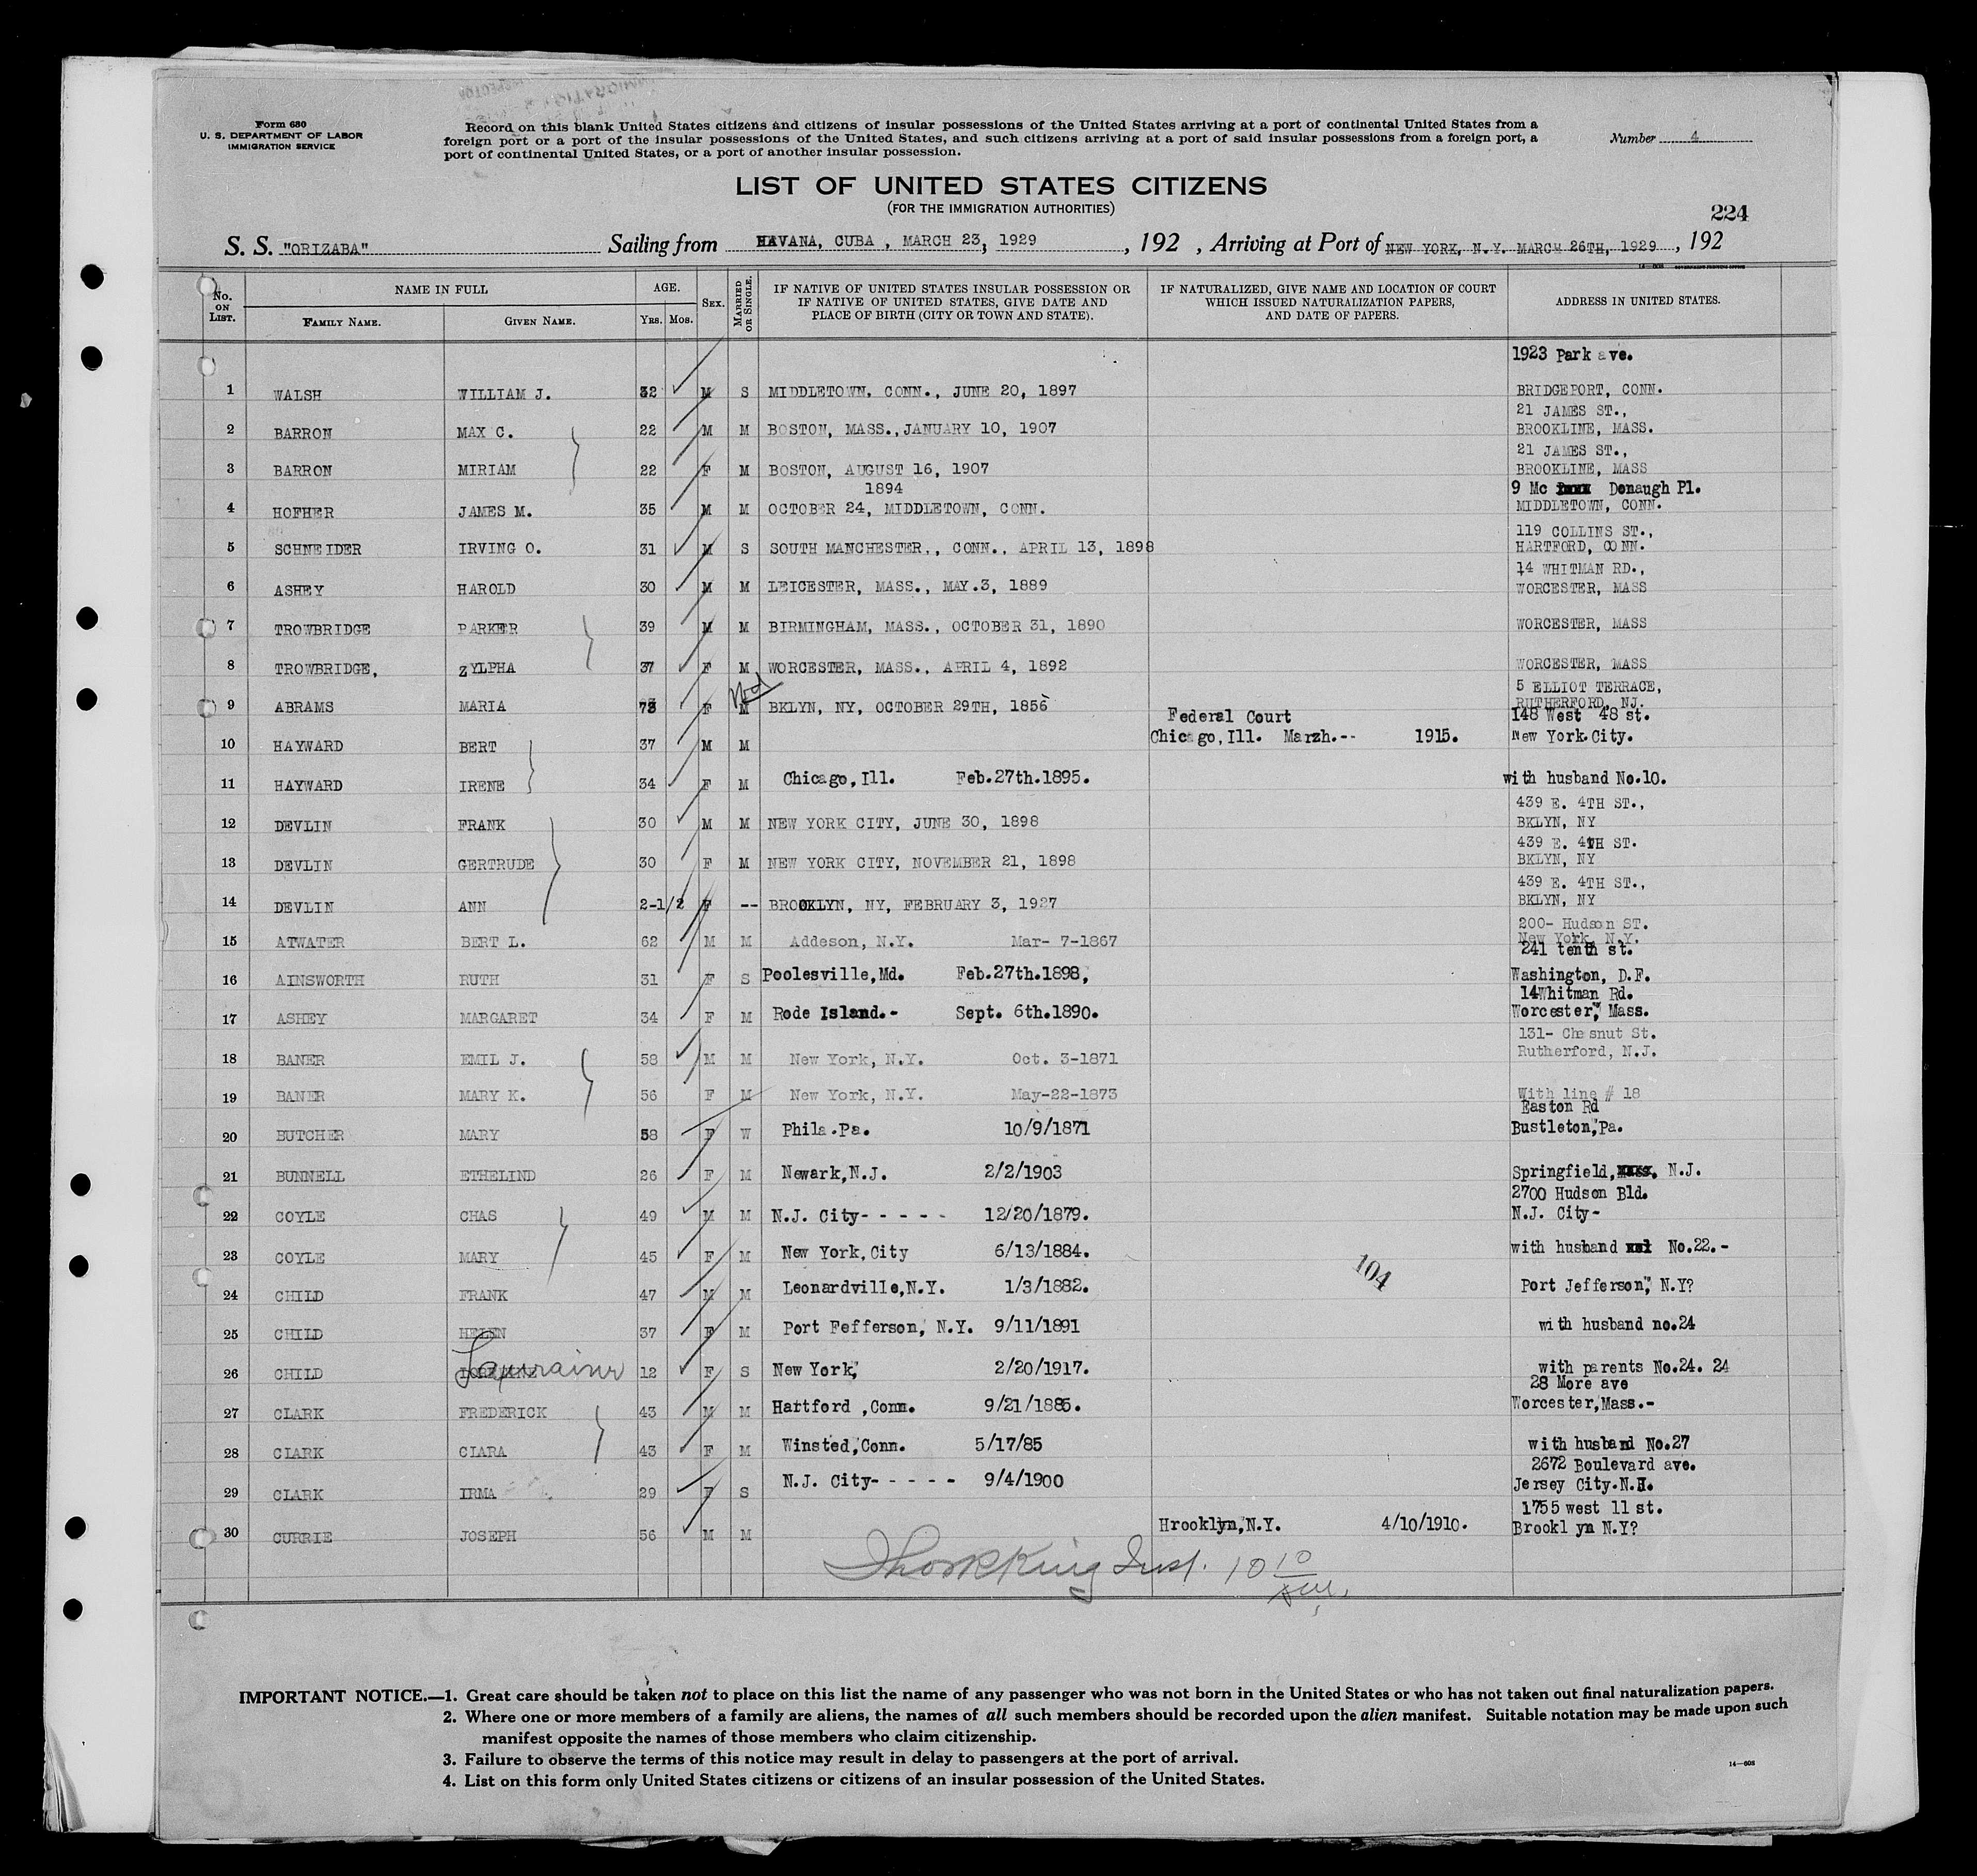 Form 680
U. S. DEPARTMENT OF LABOR
IMMIGRATION SERVICE
Record on this blank United States citizens and citizens of insular possessions of the United States arriving at a port of continental United States from a
foreign port or a port of the insular possessions of the United States, and such citizens arriving at a port of said insular possessions from a foreign port, a
port of continental United States, or a port of another insular possession.
Number 4
LIST OF UNITED STATES CITIZENS
(FOR THE IMMIGRATION AUTHORITIES)
224
S. S. "ORIZABA" Sailing from HAVANA, CUBA , MARCH 23, 1929 , 192 , Arriving at Port of NEW YORK, N.Y. MARCH 26TH, 1929 , 192
No. ON LIST. NAME IN FULL FAMILY NAME. GIVEN NAME. AGE. YRS. MOS. SEX. MARRIED OR SINGLE. IF NATIVE OF UNITED STATES INSULAR POSSESSION OR IF NATIVE OF UNITED STATES, GIVE DATE AND PLACE OF BIRTH (CITY OR TOWN AND STATE). IF NATURALIZED, GIVE NAME AND LOCATION OF COURT WHICH ISSUED NATURALIZATION PAPERS, AND DATE OF PAPERS. ADDRESS IN UNITED STATES.
1923 Park ave.
1 WALSH WILLIAM J. 32 M S MIDDLETOWN. CONN., JUNE 20, 1897 BRIDGEPORT, CONN.
21 JAMES ST.,
2 BARRON MAX C. 22 M M BOSTON, MASS.,JANUARY 10, 1907 BROOKLINE, MASS.
21 JAMES ST.,
3 BARRON MIRIAM 22 F M BOSTON, AUGUST 16, 1907 BROOKLINE, MASS
1894 9 Mc Donaugh Pl.
4 HOFHER JAMES M. 35 M M OCTOBER 24, MIDDLETOWN, CONN. MIDDLETOWN, CONN.
119 COLLINS ST.,
5 SCHNEIDER IRVING O. 31 M S SOUTH MANCHESTER,, CONN., APRIL 13, 1898 HARTFORD, CONN.
14 WHITMAN RD.,
6 ASHEY HAROLD 30 M M LEICESTER, MASS., MAY.3, 1889 WORCESTER, MASS
7 TROWBRIDGE PARKER 39 M M BIRMINGHAM, MASS., OCTOBER 31, 1890 WORCESTER, MASS
8 TROWBRIDGE, ZYLPHA 37 F M WORCESTER, MASS., APRIL 4, 1892 WORCESTER, MASS
5 ELLIOT TERRACE,
9 ABRAMS MARIA 73 F M BKLYN, NY, OCTOBER 29TH, 1856 RUTHERFORD, NJ.
Federal Court 148 West 48 st.
10 HAYWARD BERT 37 M M Chicago,Ill. Marzh.-- 1915. New York.City.
11 HAYWARD IRENE 34 F M Chicago,Ill. Feb.27th.1895. with husband No.10.
439 E. 4TH ST.,
12 DEVLIN FRANK 30 M M NEW YORK CITY, JUNE 30, 1898 BKLYN, NY
439 E. 4TH ST.
13 DEVLIN GERTRUDE 30 F M NEW YORK CITY, NOVEMBER 21, 1898 BKLYN, NY
439 E. 4TH ST.,
14 DEVLIN ANN 2-1/2 F -- BROOKLYN, NY, FEBRUARY 3, 1927 BKLYN, NY
200- Hudson ST.
15 ATWATER BERT L. 62 M M Addeson, N.Y. Mar- 7-1867 New York, N.Y.
241 tenth st.
16 AINSWORTH RUTH 31 F S Poolesville,Md. Feb.27th.1898, Washington, D.F.
14Whitman Rd.
17 ASHEY MARGARET 34 F M Rode Island.- Sept. 6th.1890. Worcester, Mass.
131- Chesnut St.
18 BANER EMIL J. 58 M M New York, N.Y. Oct. 3-1871 Rutherford, N.J.
19 BANER MARY K. 56 F M New York, N.Y. May-22-1873 With line # 18
Easton Rd
20 BUTCHER MARY 58 F W Phila.Pa. 10/9/1871 Bustleton,Pa.
21 BUNNELL ETHELIND 26 F M Newark,N.J. 2/2/1903 Springfield, N.J.
2700 Hudson Bld.
22 COYLE CHAS 49 M M N.J. City- - - - - 12/20/1879. N.J. City-
23 COYLE MARY 45 F M New York,City 6/13/1884. with husband No.22.-
104
24 CHILD FRANK 47 M M Leonardville,N.Y. 1/3/1882. Port Jefferson, N.Y?
25 CHILD HELEN 37 F M Port Fefferson, N.Y. 9/11/1891 with husband no.24
26 CHILD Lauraine 12 F S New York, 2/20/1917. with parents No.24. 24
28 More ave
27 CLARK FREDERICK 43 M M Hartford ,Conn. 9/21/1885. Worcester,Mass.-
28 CLARK CLARA 43 F M Winsted,Conn. 5/17/85 with husband No.27
2672 Boulevard ave.
29 CLARK IRMA 29 F S N.J. City- - - - - 9/4/1900 Jersey City.N.J.
1755 west 11 st.
30 CURRIE JOSEPH 56 M M Hrooklyn,N.Y. 4/10/1910. Brooklyn N.Y?
King Insp. 10 10
IMPORTANT NOTICE.—1. Great care should be taken not to place on this list the name of any passenger who was not born in the United States or who has not taken out final naturalization papers.
2. Where one or more members of a family are aliens, the names of all such members should be recorded upon the alien manifest. Suitable notation may be made upon such
manifest opposite the names of those members who claim citizenship.
3. Failure to observe the terms of this notice may result in delay to passengers at the port of arrival.
4. List on this form only United States citizens or citizens of an insular possession of the United States.
14—608